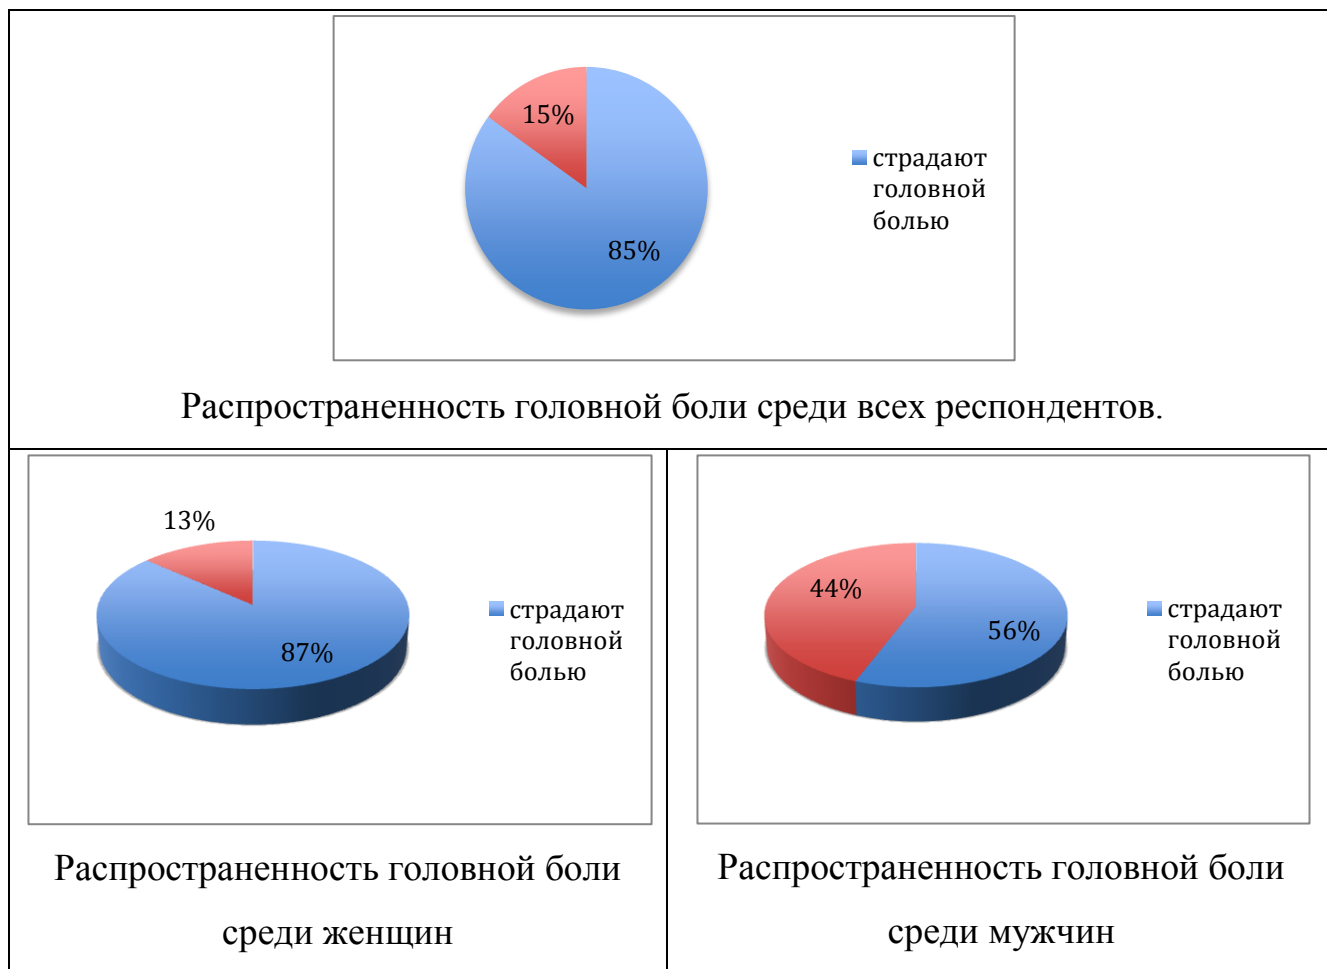 15%
85%
страдают
головной
болью
Распространенность головной боли среди всех респондентов.
13%
87%
страдают
головной
болью
Распространенность головной боли
среди женщин
44%
56%
страдают
головной
болью
Распространенность головной боли
среди мужчин